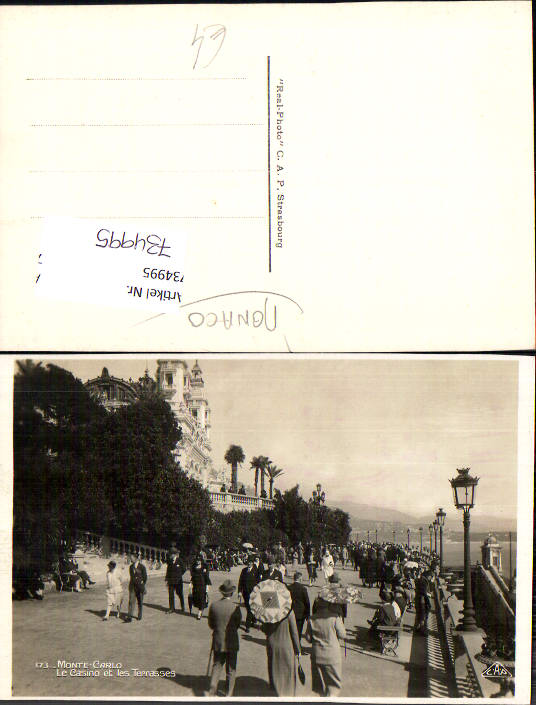 64
"Real-Photo" C. A. P. Strasbourg
734995
Artikel Nr.
734995
MONACO
173 _ MONTE-CARLO
Le Casino et les Terrasses
CAP